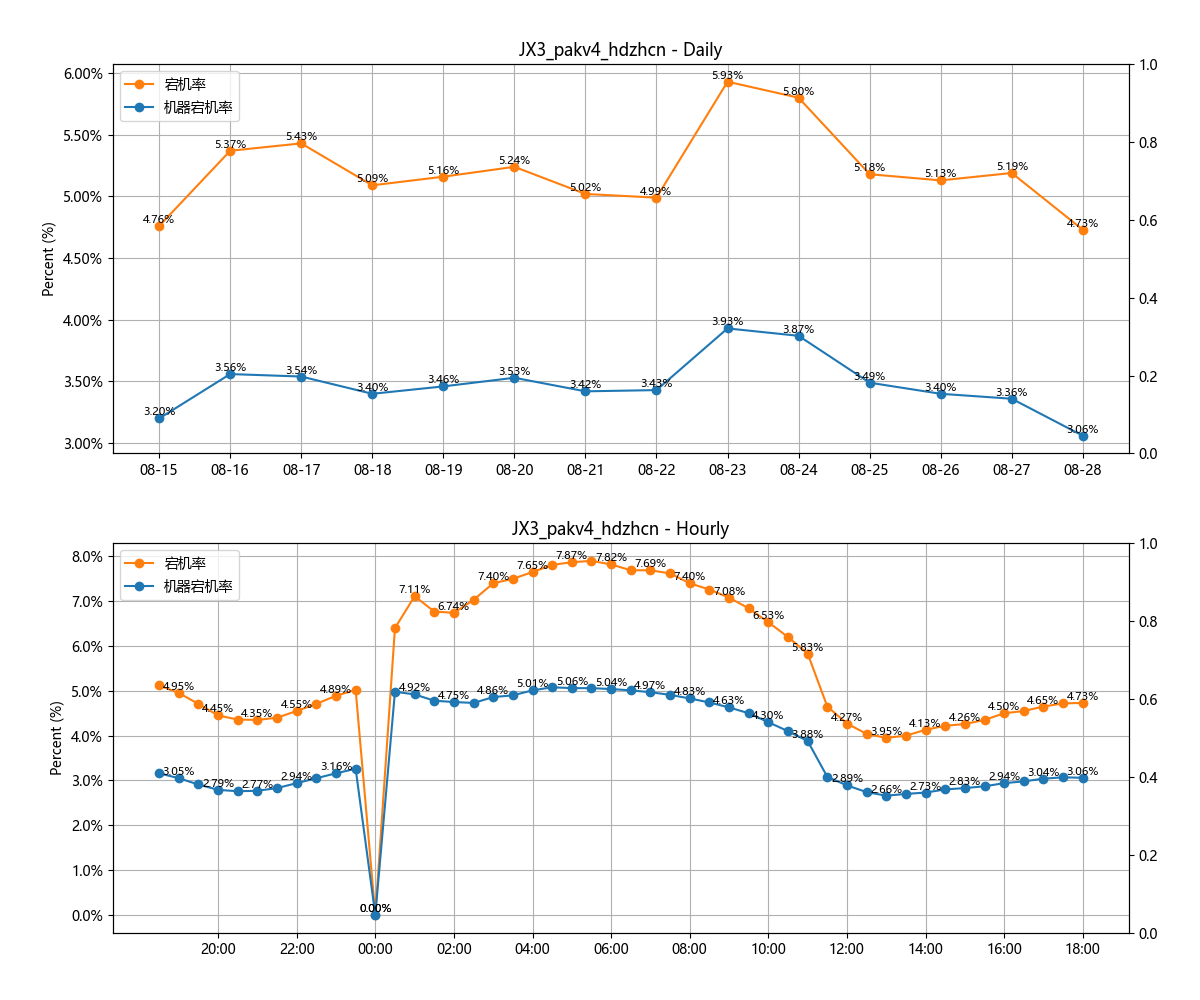 JX3_pakv4_hdzhcn - Daily
宕机率
机器宕机率
Percent (%)
6.00%
5.50%
5.00%
4.50%
4.00%
3.50%
3.00%
1.0
0.8
0.6
0.4
0.2
0.0
4.76% 5.37% 5.43% 5.09% 5.16% 5.24% 5.02% 4.99% 5.93% 5.80% 5.18% 5.13% 5.19% 4.73%
3.20% 3.56% 3.54% 3.40% 3.46% 3.53% 3.42% 3.43% 3.93% 3.87% 3.49% 3.40% 3.36% 3.06%
08-15 08-16 08-17 08-18 08-19 08-20 08-21 08-22 08-23 08-24 08-25 08-26 08-27 08-28
JX3_pakv4_hdzhcn - Hourly
宕机率
机器宕机率
Percent (%)
8.0%
7.0%
6.0%
5.0%
4.0%
3.0%
2.0%
1.0%
0.0%
1.0
0.8
0.6
0.4
0.2
0.0
4.95% 4.45% 4.35% 4.55% 4.89% 0.00% 7.11% 6.74% 7.40% 7.65% 7.87% 7.82% 7.69% 7.40% 7.08% 6.53% 5.83% 4.27% 3.95% 4.13% 4.26% 4.50% 4.65% 4.73%
3.05% 2.79% 2.77% 2.94% 3.16% 0.00% 4.92% 4.75% 4.86% 5.01% 5.06% 5.04% 4.97% 4.83% 4.63% 4.30% 3.88% 2.89% 2.66% 2.73% 2.83% 2.94% 3.04% 3.06%
20:00 22:00 00:00 02:00 04:00 06:00 08:00 10:00 12:00 14:00 16:00 18:00